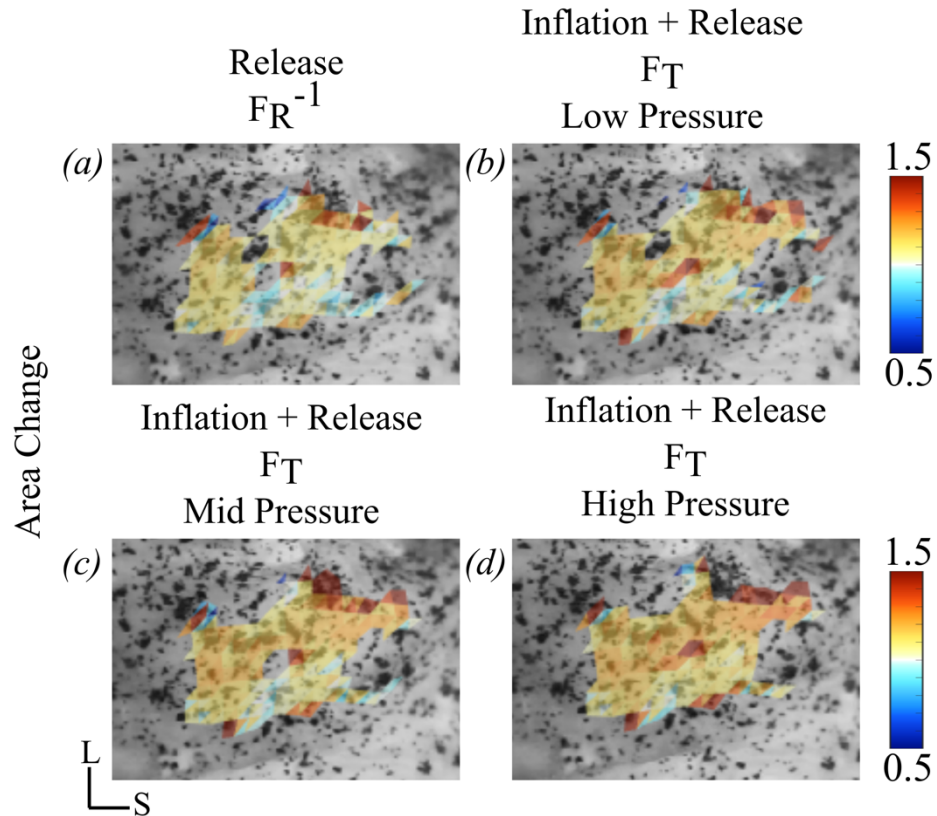 Release
F_R^-1
(a)
Inflation + Release
F_T
Low Pressure
(b)
1.5
0.5
Area Change
Inflation + Release
F_T
Mid Pressure
(c)
Inflation + Release
F_T
High Pressure
(d)
1.5
0.5
L
S